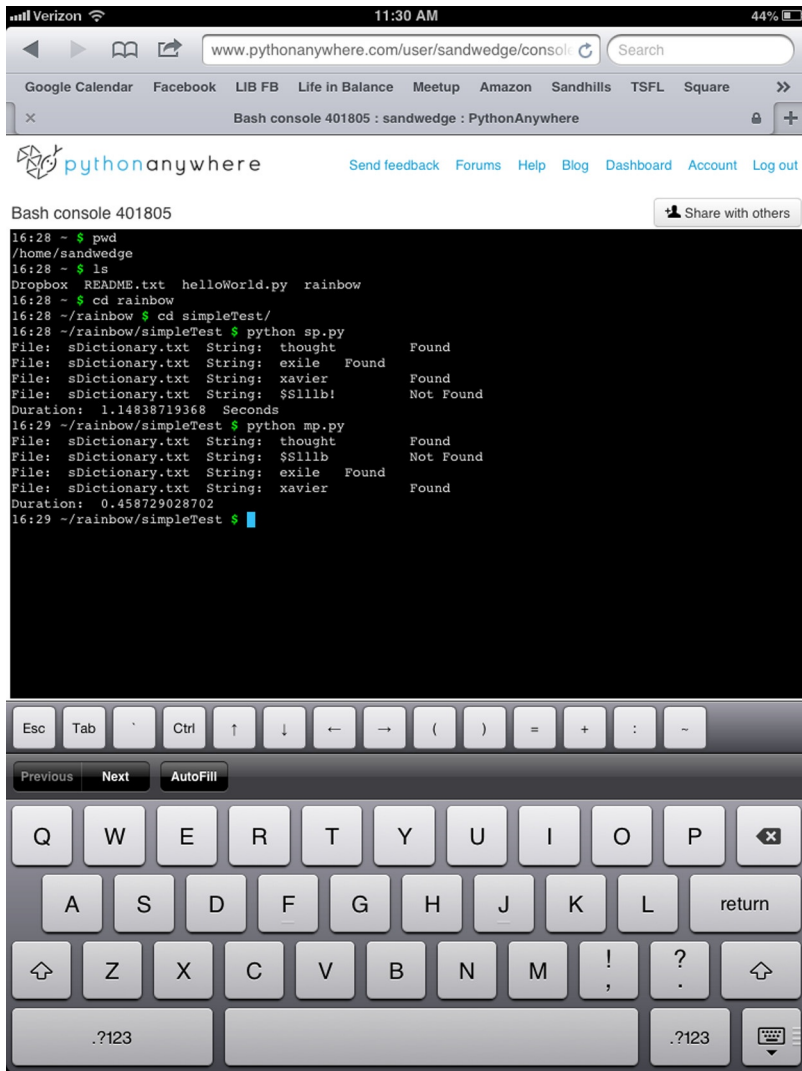 Verizon 11:30 AM 44%
www.pythonanywhere.com/user/sandwedge/console Search
Google Calendar Facebook LIB FB Life in Balance Meetup Amazon Sandhills TSFL Square >>
× Bash console 401805 : sandwedge : PythonAnywhere +
pythonanywhere Send feedback Forums Help Blog Dashboard Account Log out
Bash console 401805 Share with others
16:28 ~ $ pwd
/home/sandwedge
16:28 ~ $ ls
Dropbox README.txt helloWorld.py rainbow
16:28 ~ $ cd rainbow
16:28 ~/rainbow $ cd simpleTest/
16:28 ~/rainbow/simpleTest $ python sp.py
File: sDictionary.txt String: thought Found
File: sDictionary.txt String: exile Found
File: sDictionary.txt String: xavier Found
File: sDictionary.txt String: $Slllb! Not Found
Duration: 1.14838719368 Seconds
16:29 ~/rainbow/simpleTest $ python mp.py
File: sDictionary.txt String: thought Found
File: sDictionary.txt String: $Slllb Not Found
File: sDictionary.txt String: exile Found
File: sDictionary.txt String: xavier Found
Duration: 0.458729028702
16:29 ~/rainbow/simpleTest $
Esc Tab ` Ctrl ↑ ↓ ← → ( ) = + : ~
Previous Next AutoFill
Q W E R T Y U I O P
A S D F G H J K L return
Z X C V B N M ! , ? .
.?123 .?123